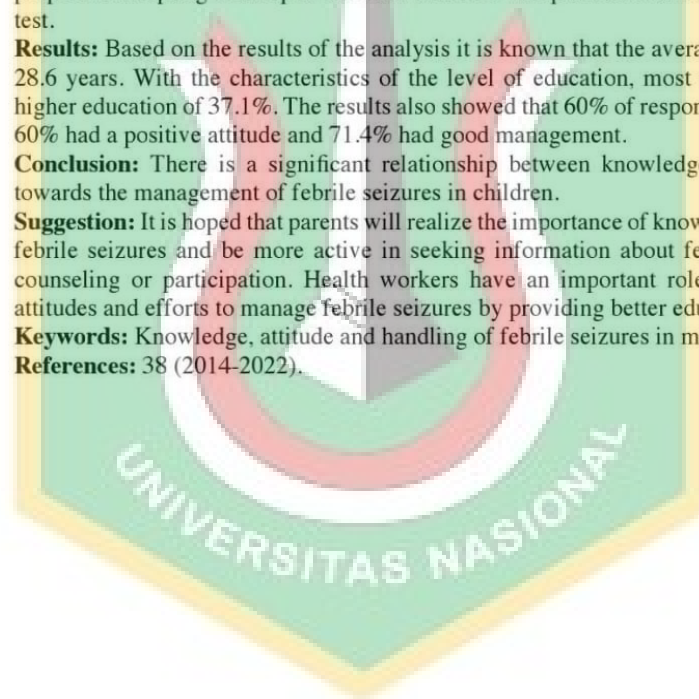 test.
Results: Based on the results of the analysis it is known that the avera
28.6 years. With the characteristics of the level of education, most
higher education of 37.1%. The results also showed that 60% of respon
60% had a positive attitude and 71.4% had good management.
Conclusion: There is a significant relationship between knowledg
towards the management of febrile seizures in children.
Suggestion: It is hoped that parents will realize the importance of know
febrile seizures and be more active in seeking information about fe
counseling or participation. Health workers have an important role
attitudes and efforts to manage febrile seizures by providing better edu
Keywords: Knowledge, attitude and handling of febrile seizures in m
References: 38 (2014-2022).
UNIVERSITAS NASIONAL